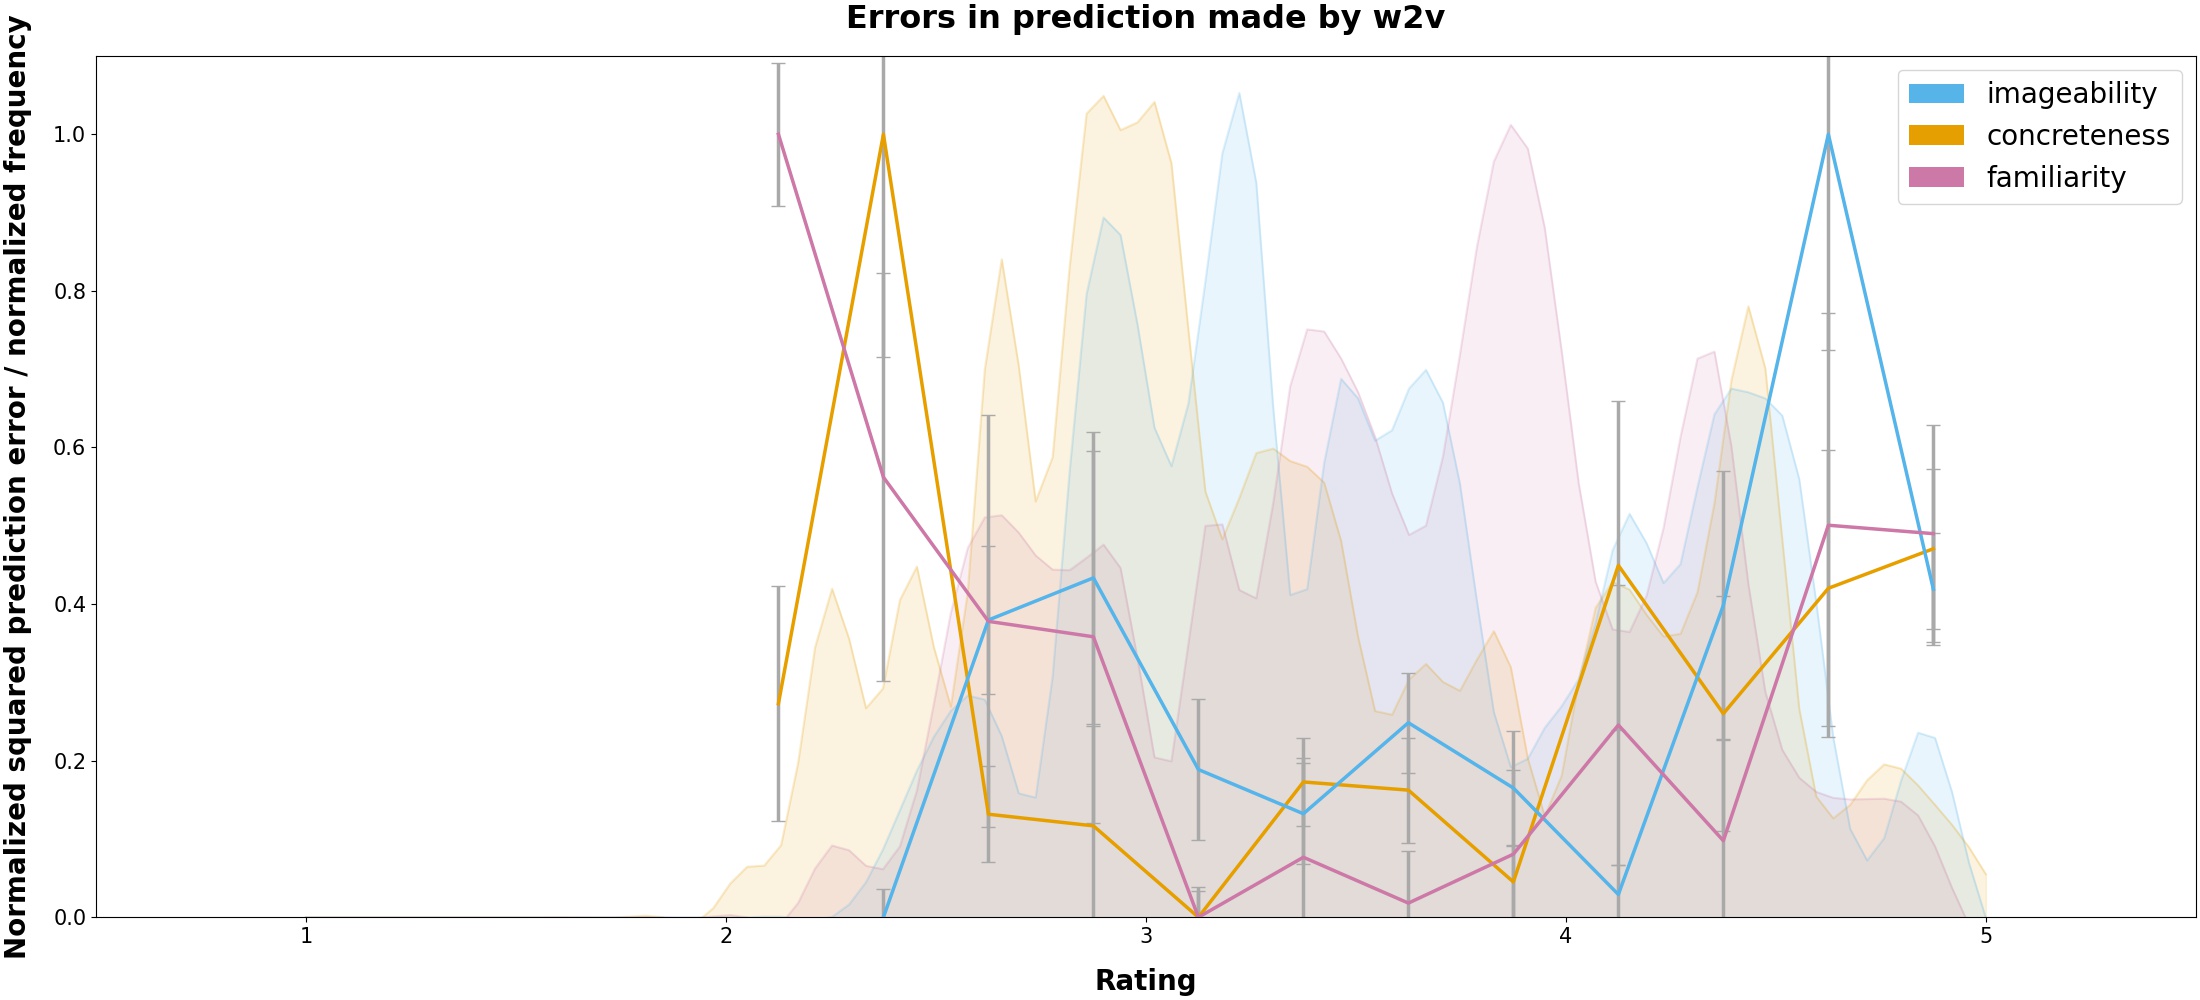 Errors in prediction made by w2v
Normalized squared prediction error / normalized frequency
1.0
0.8
0.6
0.4
0.2
0.0
imageability
concreteness
familiarity
1 2 3 4 5
Rating